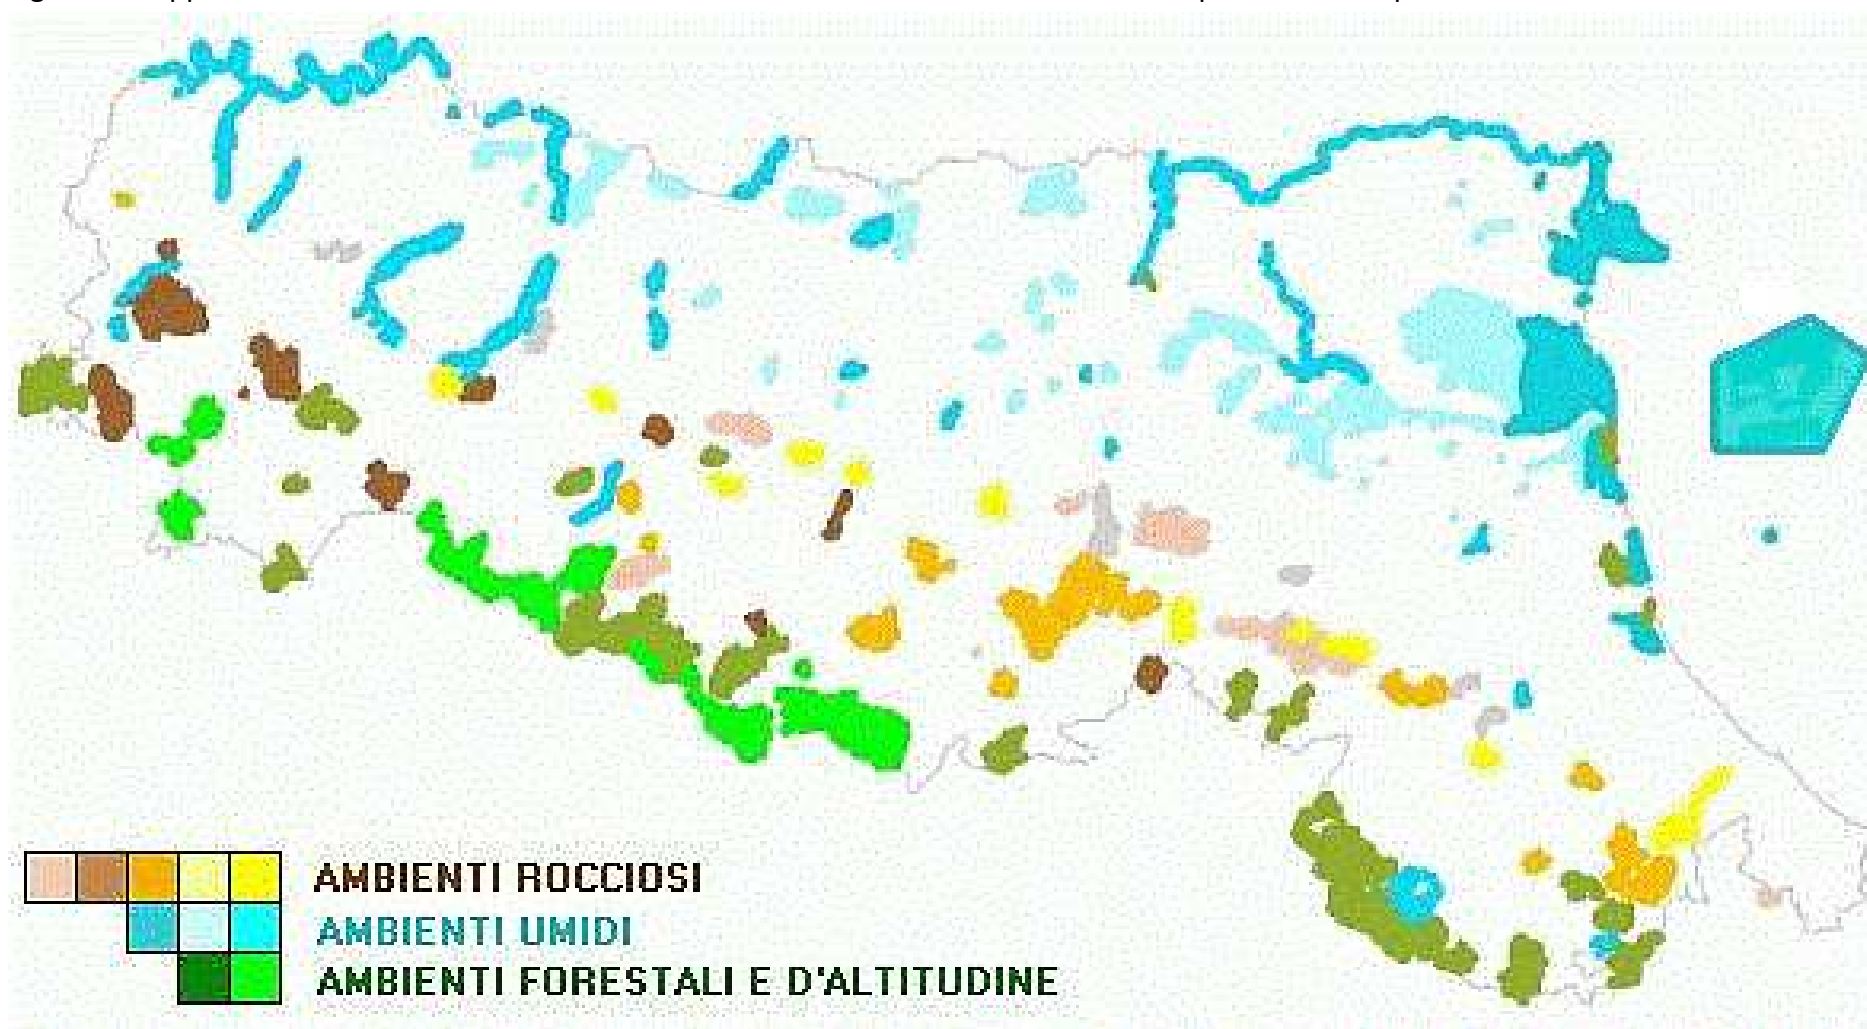 AMBIENTI ROCCIOSI
AMBIENTI UMIDI
AMBIENTI FORESTALI E D'ALTITUDINE